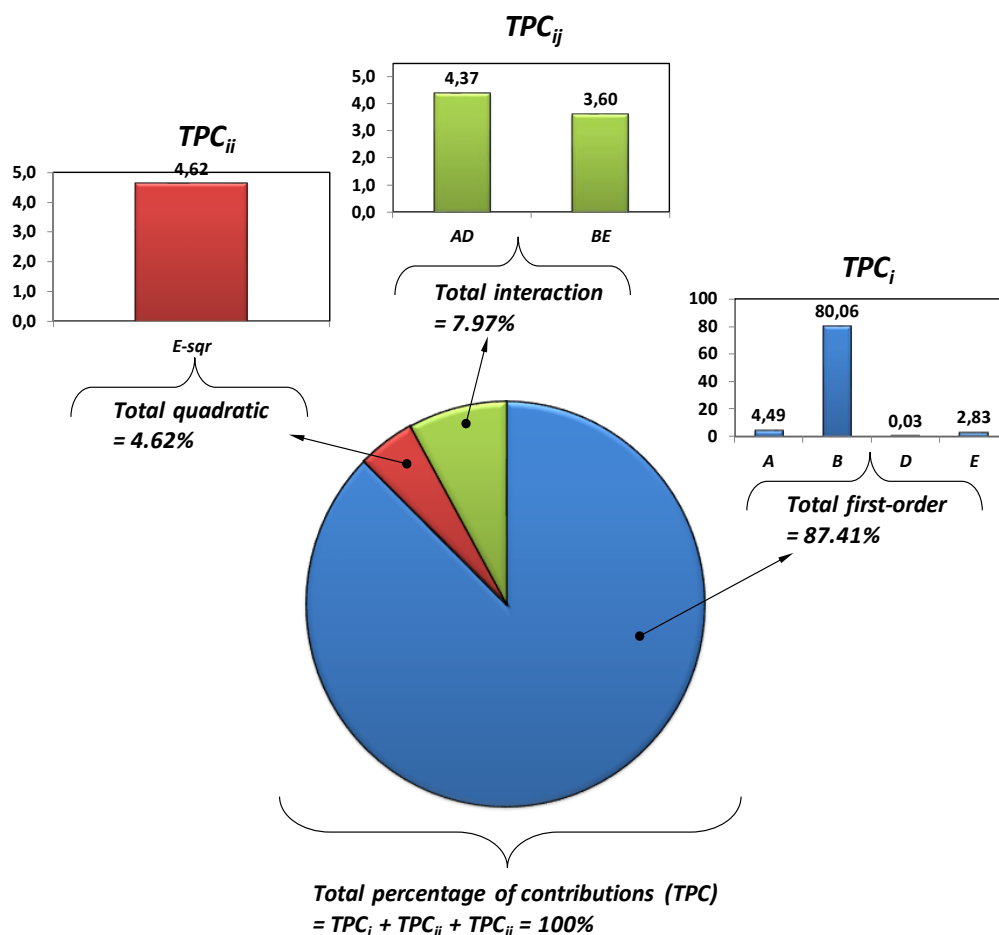 TPCij
5,0
4,0
3,0
2,0
1,0
0,0
4,37
3,60
AD
BE
Total interaction
= 7.97%
TPCii
5,0
4,0
3,0
2,0
1,0
0,0
4,62
E-sqr
Total quadratic
= 4.62%
TPCi
100
80
60
40
20
0
4,49
80,06
0,03
2,83
A
B
D
E
Total first-order
= 87.41%
Total percentage of contributions (TPC)
= TPCi + TPCii + TPCij = 100%